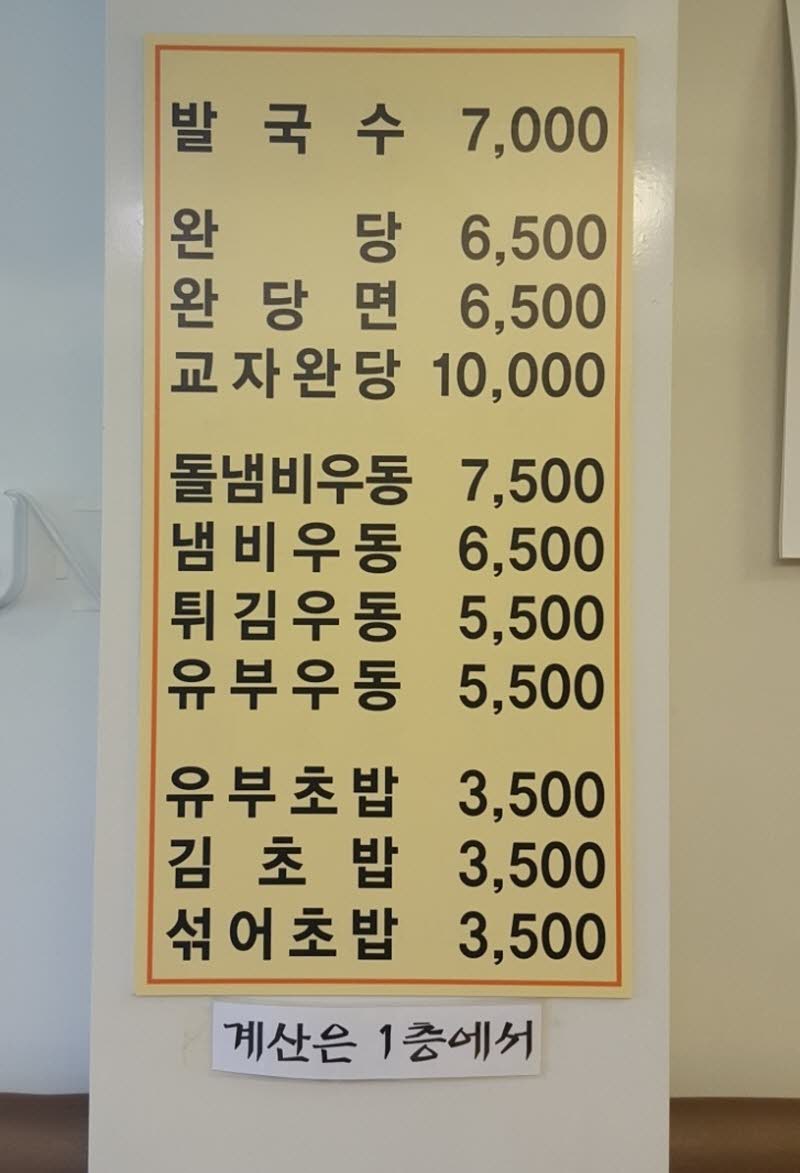 발국수 7,000
완당 6,500
완당면 6,500
교자완당 10,000
돌냄비우동 7,500
냄비우동 6,500
튀김우동 5,500
유부우동 5,500
유부초밥 3,500
김초밥 3,500
섞어초밥 3,500
계산은 1층에서